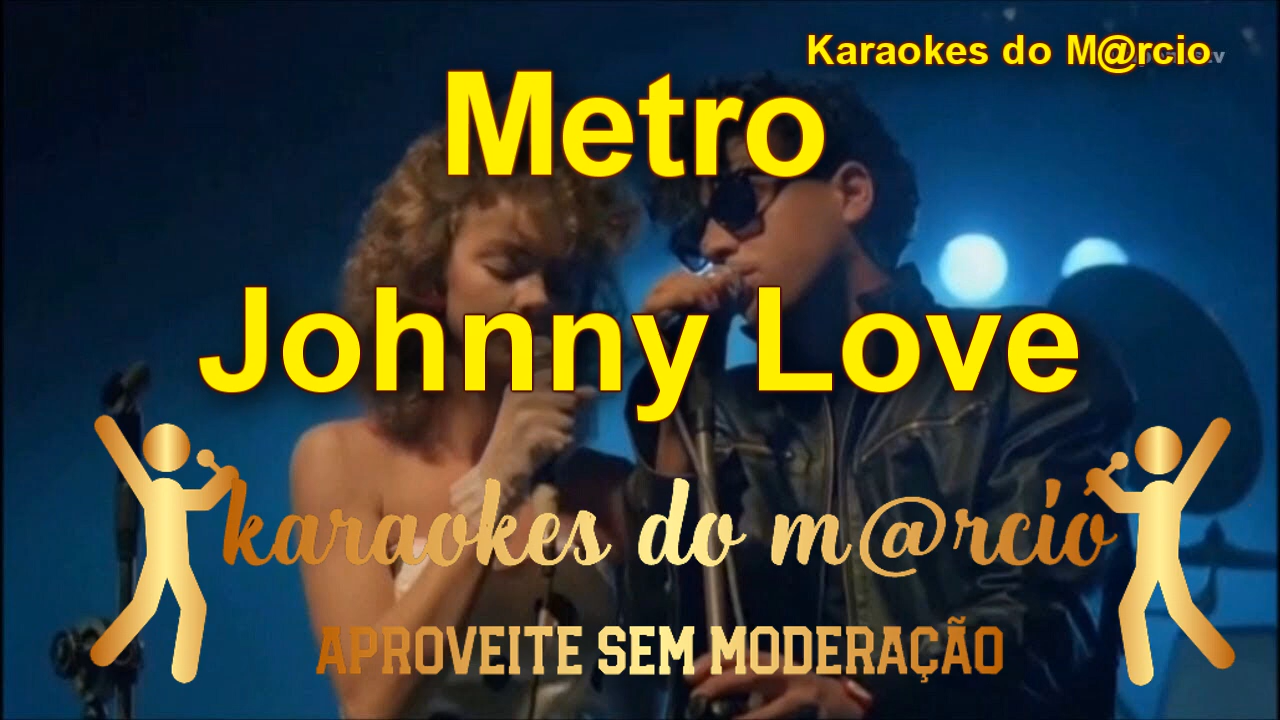 Karaokes do M@rcio
Metro
Johnny Love
karaokes do m@rcio
APROVEITE SEM MODERAÇÃO